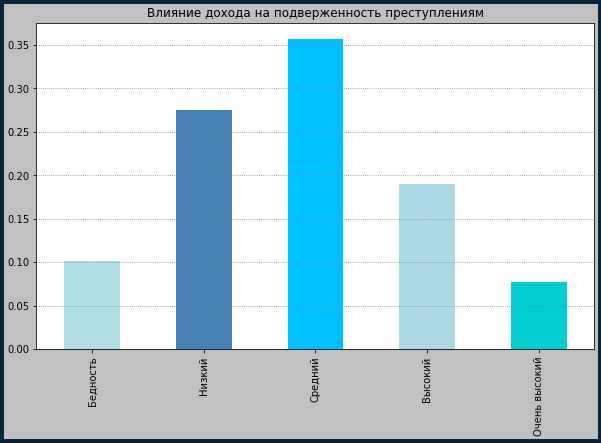 Влияние дохода на подверженность преступлениям
0.35
0.30
0.25
0.20
0.15
0.10
0.05
0.00
Бедность
Низкий
Средний
Высокий
Очень высокий